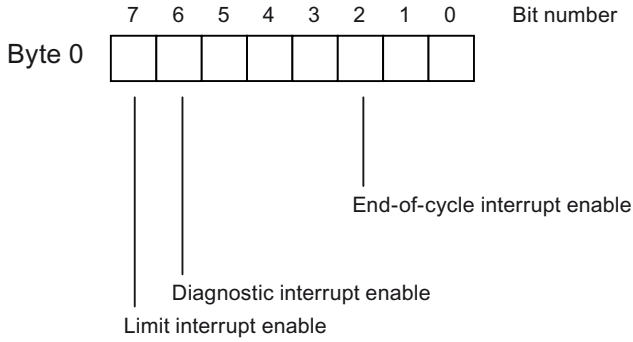 7 6 5 4 3 2 1 0 Bit number
Byte 0
End-of-cycle interrupt enable
Diagnostic interrupt enable
Limit interrupt enable